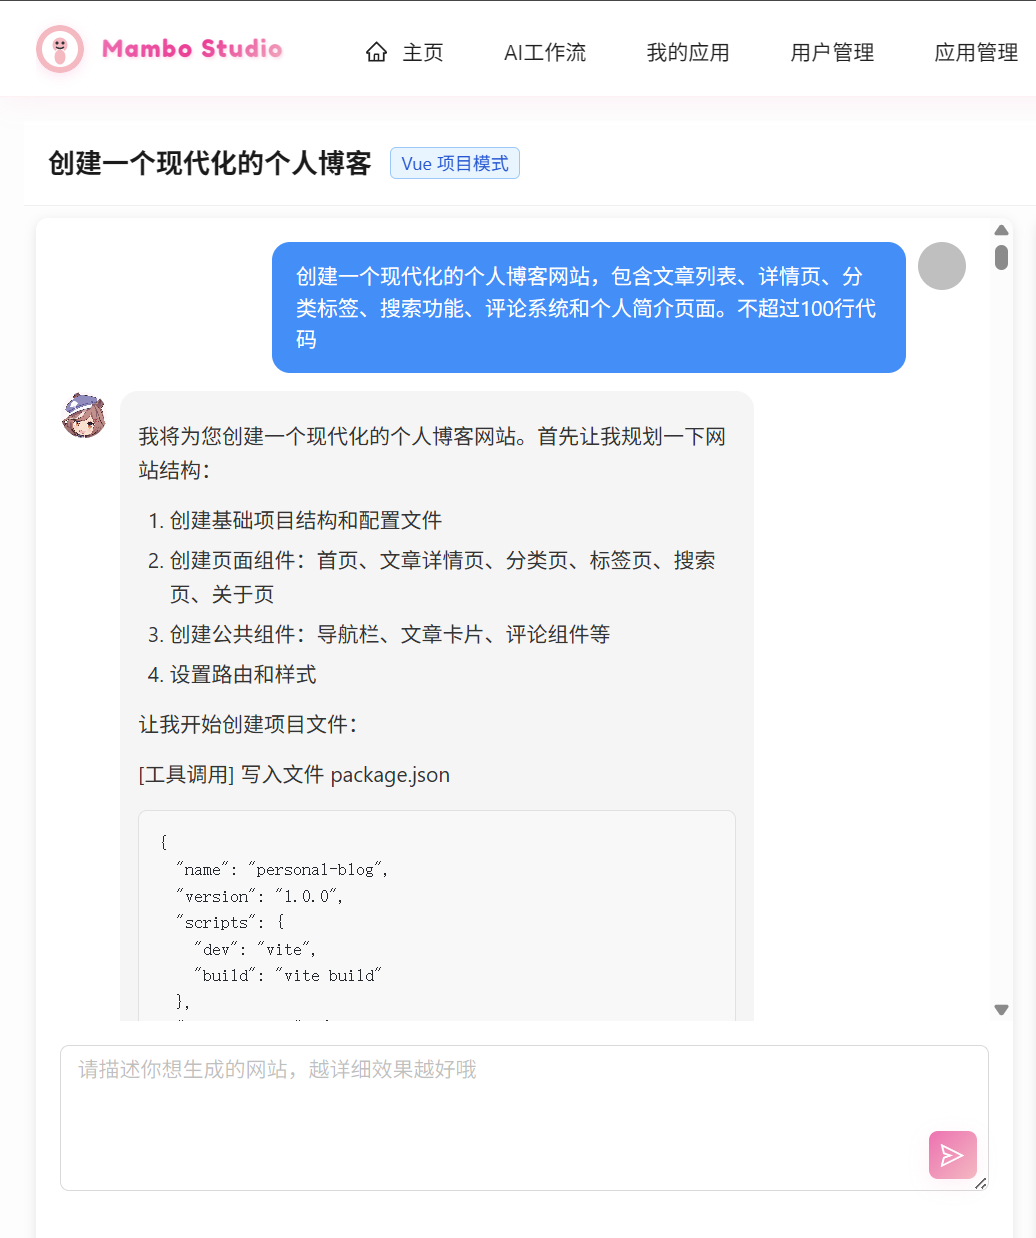 Mambo Studio
主页
AI工作流
我的应用
用户管理
应用管理
创建一个现代化的个人博客
Vue 项目模式
创建一个现代化的个人博客网站，包含文章列表、详情页、分
类标签、搜索功能、评论系统和个人简介页面。不超过100行代
码
我将为您创建一个现代化的个人博客网站。首先让我规划一下网
站结构：
1. 创建基础项目结构和配置文件
2. 创建页面组件：首页、文章详情页、分类页、标签页、搜索
页、关于页
3. 创建公共组件：导航栏、文章卡片、评论组件等
4. 设置路由和样式
让我开始创建项目文件：
[工具调用] 写入文件 package.json
{
"name": "personal-blog",
"version": "1.0.0",
"scripts": {
"dev": "vite",
"build": "vite build"
},
请描述你想生成的网站，越详细效果越好哦